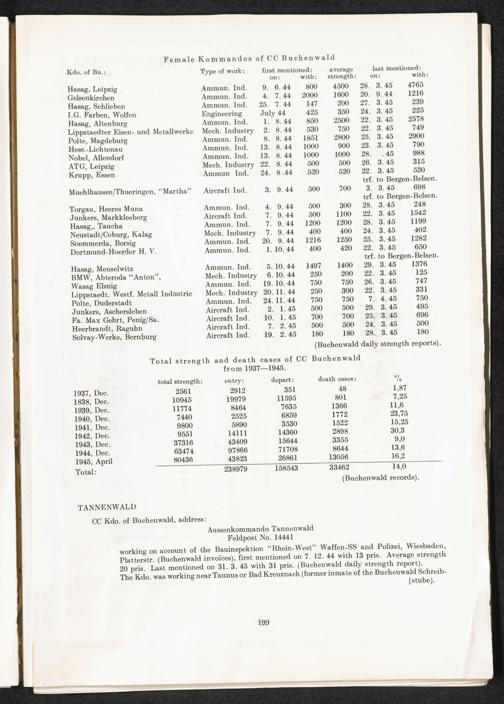 Female Kommandos of CC Buchenwald
Kdo. of Bu.: Type of work: first mentioned: on: with: average strength: last mentioned: on: with:
Hasag, Leipzig Ammun. Ind. 9. 6. 44 800 4500 28. 3. 45 4765
Gelsenkirchen Ammun. Ind. 4. 7. 44 2000 1600 20. 9. 44 1216
Hasag, Schlieben Ammun. Ind. 25. 7. 44 147 200 27. 3. 45 239
I.G. Farben, Wolfen Engineering July 44 425 350 24. 3. 45 225
Hasag, Altenburg Ammun. Ind. 1. 8. 44 850 2500 22. 3. 45 2578
Lippstaedter Eisen- und Metallwerke Mech. Industry 2. 8. 44 530 750 22. 3. 45 749
Polte, Magdeburg Ammun. Ind. 8. 8. 44 1851 2800 25. 3. 45 2900
Hess.-Lichtenau Ammun. Ind. 13. 8. 44 1000 900 23. 3. 45 790
Nobel, Allendorf Ammun. Ind. 13. 8. 44 1000 1000 28. . 45 988
ATG, Leipzig Mech. Industry 22. 8. 44 500 500 26. 3. 45 315
Krupp, Essen Ammun. Ind. 24. 8. 44 520 520 22. 3. 45 520
trf. to Bergen-Belsen.
Muehlhausen/Thueringen, "Martha" Aircraft Ind. 3. 9. 44 500 700 3. 3. 45 698
trf. to Bergen-Belsen.
Torgau, Heeres Muna Ammun. Ind. 4. 9. 44 500 300 28. 3. 45 248
Junkers, Markkleeberg Aircraft Ind. 7. 9. 44 500 1100 22. 3. 45 1542
Hasag,, Taucha Ammun. Ind. 7. 9. 44 1200 1200 28. 3. 45 1199
Neustadt/Coburg, Kalag Mech. Industry 7. 9. 44 400 400 24. 3. 45 402
Soemmerda, Borsig Ammun. Ind. 20. 9. 44 1216 1250 25. 3. 45 1282
Dortmund-Hoerder H. V. Ammun. Ind. 1. 10. 44 400 420 22. 3. 45 650
trf. to Bergen-Belsen.
Hasag, Meuselwitz Ammun. Ind. 5. 10. 44 1497 1400 29. 3. 45 1376
BMW, Abteroda "Anton", Mech. Industry 6. 10. 44 250 200 22. 3. 45 125
Wasag Elsnig Ammun. Ind. 19. 10. 44 750 750 26. 3. 45 747
Lippstaedt. Westf. Metall Industrie Mech. Industry 20. 11. 44 250 300 22. 3. 45 331
Polte, Duderstadt Ammun. Ind. 24. 11. 44 750 750 7. 4. 45 750
Junkers, Aschersleben Aircraft Ind. 2. 1. 45 500 500 29. 3. 45 495
Fa. Max Gehrt, Penig/Sa. Aircraft Ind. 10. 1. 45 700 700 25. 3. 45 696
Heerbrandt, Raguhn Aircraft Ind. 7. 2. 45 500 500 24. 3. 45 500
Solvay-Werke, Bernburg Aircraft Ind. 19. 2. 45 180 180 28. 3. 45 180
(Buchenwald daily strength reports).
Total strength and death cases of CC Buchenwald
from 1937—1945.
total strength: entry: depart: death cases: %
1937, Dec. 2561 2912 351 48 1,87
1838, Dec. 10945 19979 11595 801 7,25
1939, Dec. 11774 8464 7635 1366 11,6
1940, Dec. 7440 2525 6859 1772 23,75
1941, Dec. 9800 5890 3530 1522 15,25
1942, Dec. 9551 14111 14360 2898 30,3
1943, Dec. 37316 43409 15644 3355 9,0
1944, Dec. 63474 97866 71708 8644 13,6
1945, April 80436 43823 26861 13056 16,2
Total: 238979 158543 33462 14,0
(Buchenwald records).
TANNENWALD
CC Kdo. of Buchenwald, address:
Aussenkommando Tannenwald
Feldpost No. 14441
working on account of the Bauinspektion "Rhein-West" Waffen-SS and Polizei, Wiesbaden,
Platterstr. (Buchenwald invoices), first mentioned on 7. 12. 44 with 13 pris. Average strength
20 pris. Last mentioned on 31. 3. 45 with 31 pris. (Buchenwald daily strength report).
The Kdo. was working near Taunus or Bad Kreuznach (former inmate of the Buchenwald Schreib-
[stube).
199